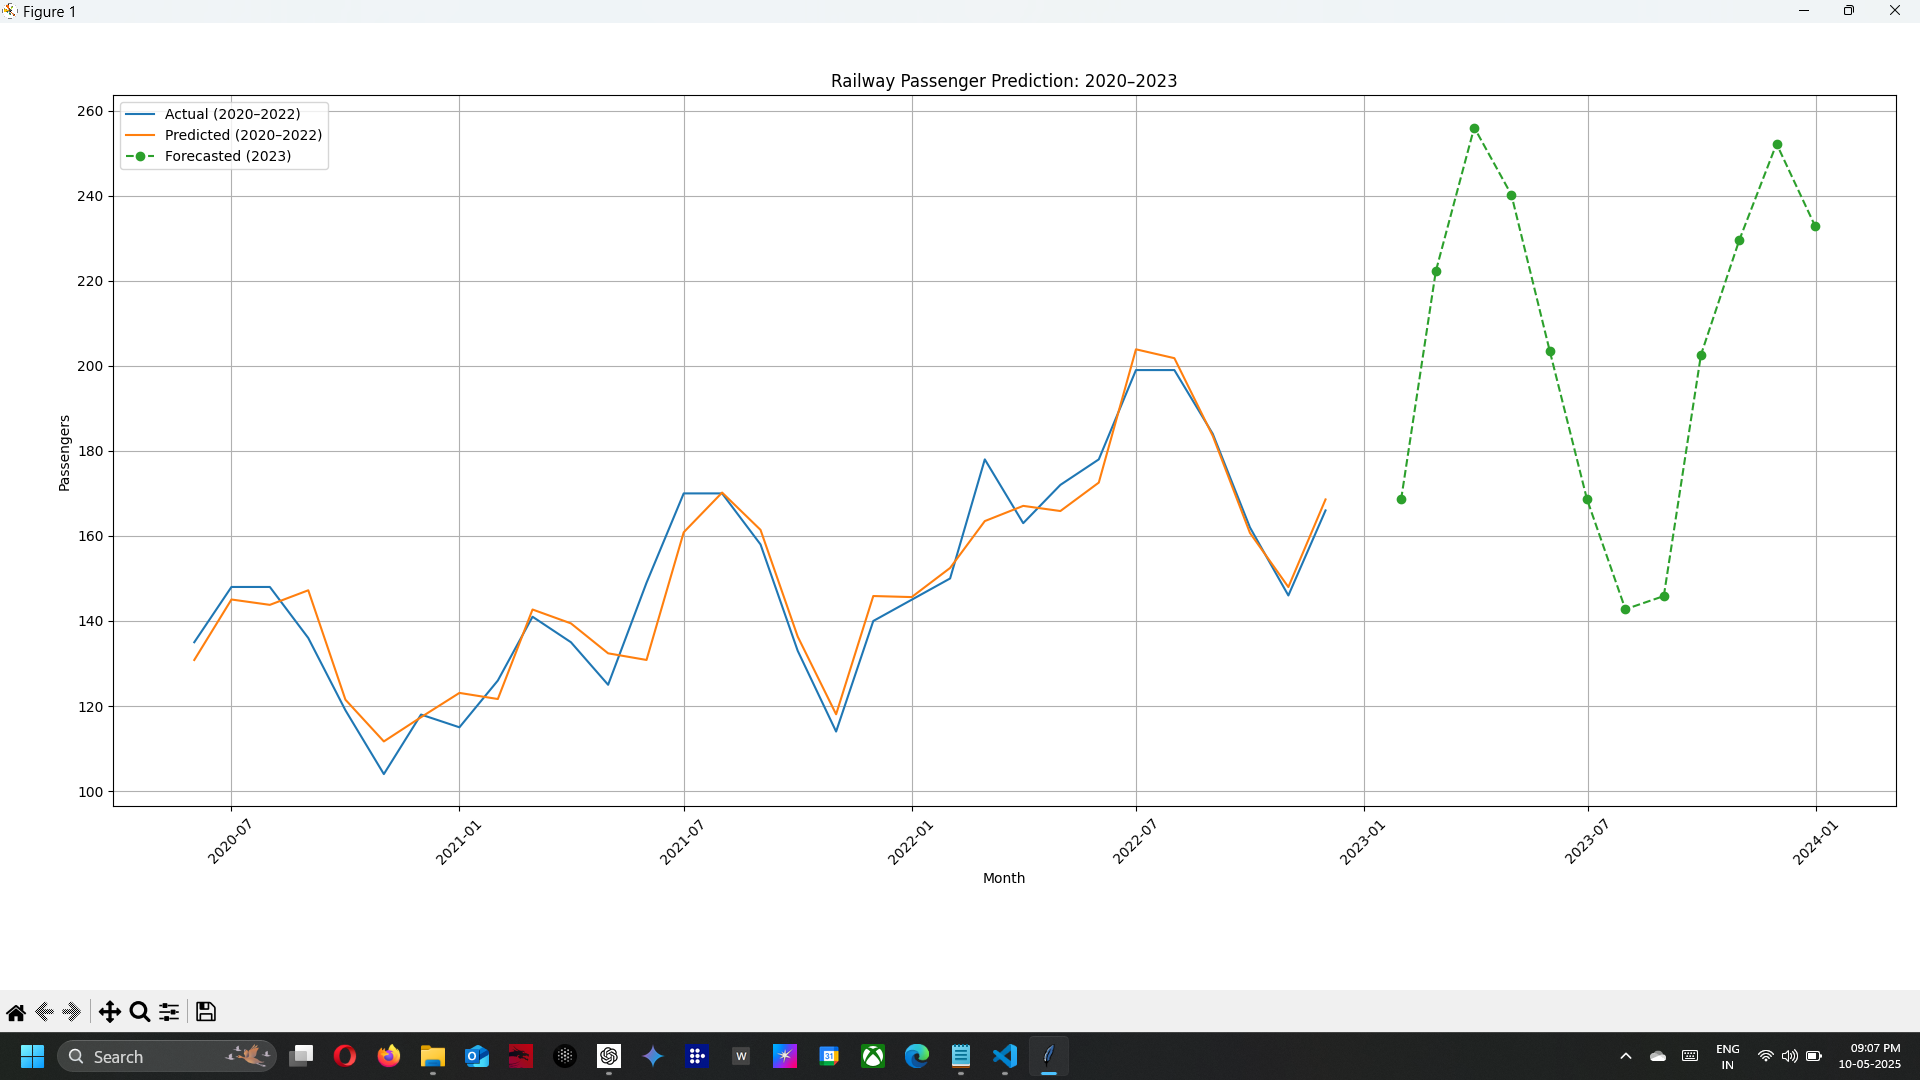 Figure 1
Railway Passenger Prediction: 2020–2023
Actual (2020–2022)
Predicted (2020–2022)
Forecasted (2023)
260
240
220
200
180
160
140
120
100
Passengers
2020-07
2021-01
2021-07
2022-01
2022-07
2023-01
2023-07
2024-01
Month
Search
W
31
ENG
IN
09:07 PM
10-05-2025